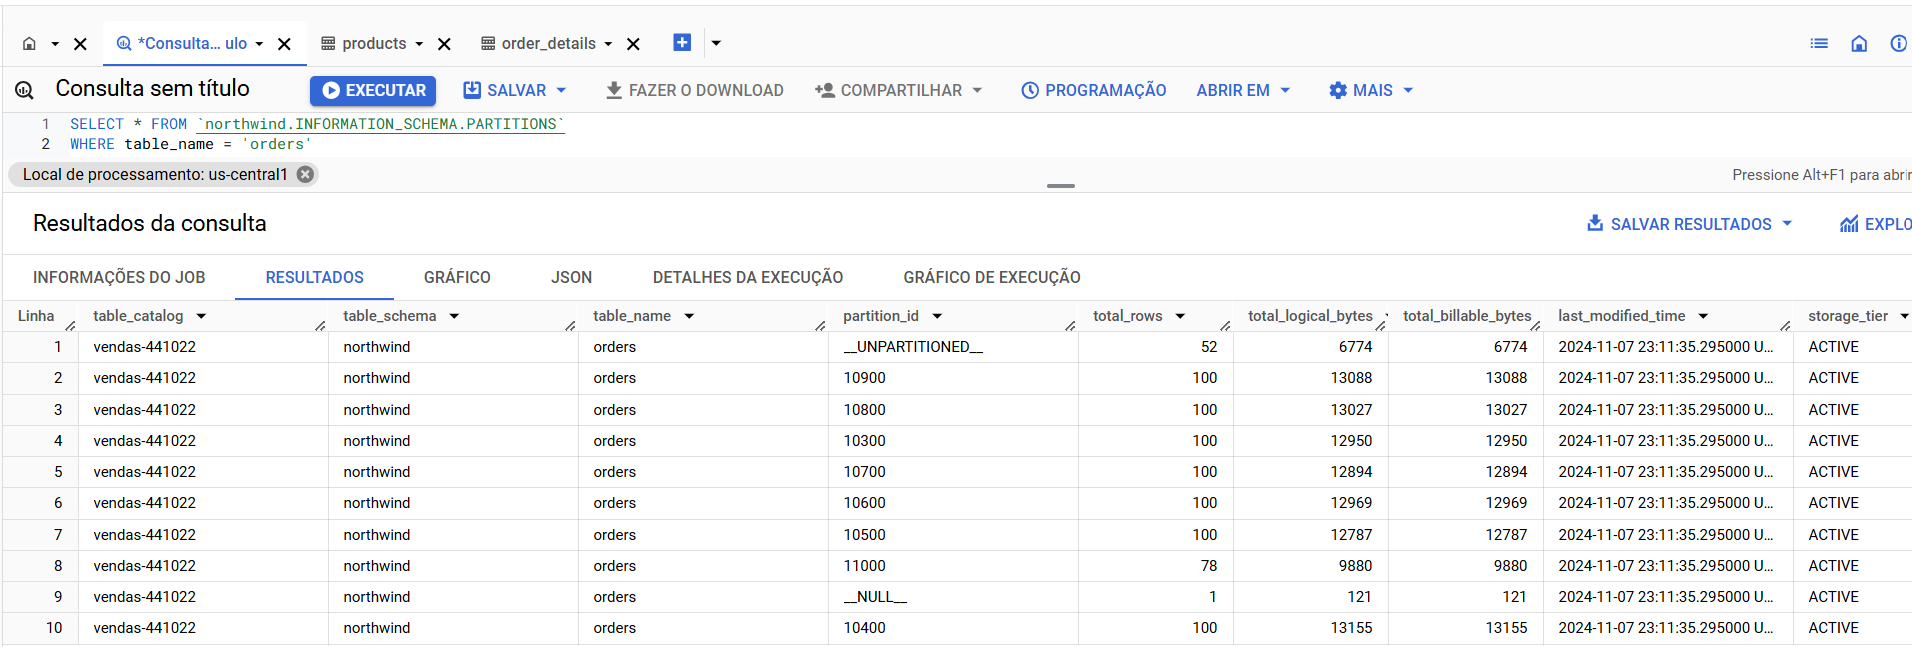 *Consulta... ulo products order_details
Consulta sem título EXECUTAR SALVAR FAZER O DOWNLOAD COMPARTILHAR PROGRAMAÇÃO ABRIR EM MAIS
1 SELECT * FROM `northwind.INFORMATION_SCHEMA.PARTITIONS`
2 WHERE table_name = 'orders'
Local de processamento: us-central1 Pressione Alt+F1 para abrir
Resultados da consulta SALVAR RESULTADOS EXPLO
INFORMAÇÕES DO JOB RESULTADOS GRÁFICO JSON DETALHES DA EXECUÇÃO GRÁFICO DE EXECUÇÃO
Linha table_catalog table_schema table_name partition_id total_rows total_logical_bytes total_billable_bytes last_modified_time storage_tier
1 vendas-441022 northwind orders __UNPARTITIONED__ 52 6774 6774 2024-11-07 23:11:35.295000 U... ACTIVE
2 vendas-441022 northwind orders 10900 100 13088 13088 2024-11-07 23:11:35.295000 U... ACTIVE
3 vendas-441022 northwind orders 10800 100 13027 13027 2024-11-07 23:11:35.295000 U... ACTIVE
4 vendas-441022 northwind orders 10300 100 12950 12950 2024-11-07 23:11:35.295000 U... ACTIVE
5 vendas-441022 northwind orders 10700 100 12894 12894 2024-11-07 23:11:35.295000 U... ACTIVE
6 vendas-441022 northwind orders 10600 100 12969 12969 2024-11-07 23:11:35.295000 U... ACTIVE
7 vendas-441022 northwind orders 10500 100 12787 12787 2024-11-07 23:11:35.295000 U... ACTIVE
8 vendas-441022 northwind orders 11000 78 9880 9880 2024-11-07 23:11:35.295000 U... ACTIVE
9 vendas-441022 northwind orders __NULL__ 1 121 121 2024-11-07 23:11:35.295000 U... ACTIVE
10 vendas-441022 northwind orders 10400 100 13155 13155 2024-11-07 23:11:35.295000 U... ACTIVE